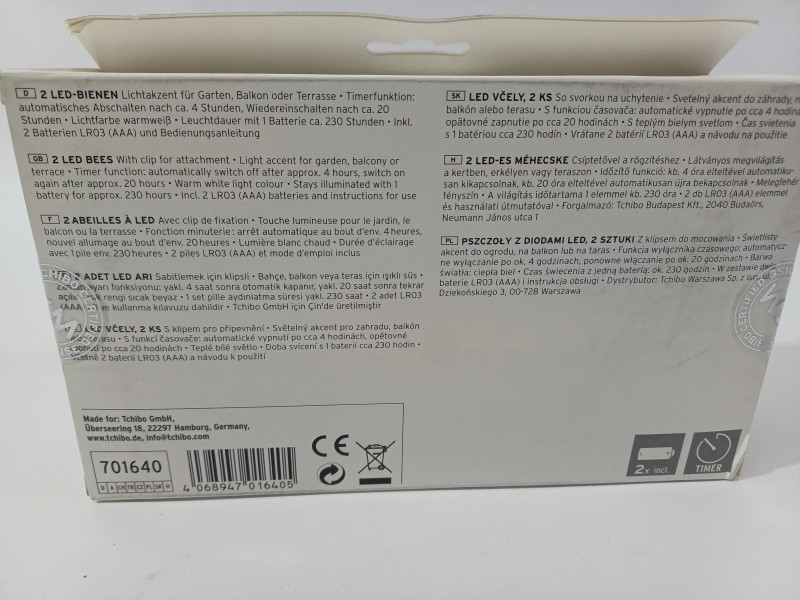 D 2 LED-BIENEN Lichtakzent für Garten, Balkon oder Terrasse • Timerfunktion:
automatisches Abschalten nach ca. 4 Stunden, Wiedereinschalten nach ca. 20
Stunden • Lichtfarbe warmweiß • Leuchtdauer mit 1 Batterie ca. 230 Stunden • Inkl.
2 Batterien LR03 (AAA) und Bedienungsanleitung
GB 2 LED BEES With clip for attachment • Light accent for garden, balcony or
terrace • Timer function: automatically switch off after approx. 4 hours, switch on
again after approx. 20 hours • Warm white light colour • Stays illuminated with 1
battery for approx. 230 hours • Incl. 2 LR03 (AAA) batteries and instructions for use
F 2 ABEILLES À LED Avec clip de fixation • Touche lumineuse pour le jardin, le
balcon ou la terrasse • Fonction minuterie : arrêt automatique au bout d'env. 4 heures,
nouvel allumage au bout d'env. 20 heures • Lumière blanc chaud • Durée d'éclairage
avec 1 pile env. 230 heures • 2 piles LR03 (AAA) et mode d'emploi inclus
2 ADET LED ARI Sabitlemek için klipsli • Bahçe, balkon veya teras için ışıklı süs •
ayarı fonksiyonu: yakl. 4 saat sonra otomatik kapanır, yakl. 20 saat sonra tekrar
rengi sıcak beyaz • 1 set pille aydınlatma süresi yakl. 230 saat • 2 adet LR03
(AAA) ve kullanma kılavuzu dahildir • Tchibo GmbH için Çin'de üretilmiştir
LED VČELY, 2 KS S klipem pro připevnění • Světelný akcent pro zahradu, balkón
terasu • S funkcí časovače: automatické vypnutí po cca 4 hodinách, opětovné
po cca 20 hodinách • Teplé bílé světlo • Doba svícení s 1 baterií cca 230 hodin •
2 baterií LR03 (AAA) a návodu k použití
SK LED VČELY, 2 KS So svorkou na uchytenie • Svetelný akcent do záhrady, na
balkón alebo terasu • S funkciou časovača: automatické vypnutie po cca 4 hodinách
opätovné zapnutie po cca 20 hodinách • S teplým bielym svetlom • Čas svietenia
s 1 batériou cca 230 hodín • Vrátane 2 batérií LR03 (AAA) a návodu na použitie
H 2 LED-ES MÉHECSKE Csíptetővel a rögzítéshez • Látványos megvilágítás
a kertben, erkélyen vagy teraszon • Időzítő funkció: kb. 4 óra elteltével automatiku-
san kikapcsolnak, kb. 20 óra elteltével automatikusan újra bekapcsolnak • Melegfehér
fényszín • A világítás időtartama 1 elemmel kb. 230 óra • 2 db LR03 (AAA) elemmel
és használati útmutatóval • Forgalmazó: Tchibo Budapest Kft., 2040 Budaörs,
Neumann János utca 1
PL PSZCZOŁY Z DIODAMI LED, 2 SZTUKI Z klipsem do mocowania • Świetlisty
akcent do ogrodu, na balkon lub na taras • Funkcja wyłącznika czasowego: automatycz-
ne wyłączanie po ok. 4 godzinach, ponowne włączanie po ok. 20 godzinach • Barwa
światła: ciepła biel • Czas świecenia z jedną baterią: ok. 230 godzin • W zestawie dwie
baterie LR03 (AAA) i instrukcja obsługi • Dystrybutor: Tchibo Warszawa Sp. z o.o., ul.
Dziekońskiego 3, 00-728 Warszawa
Made for: Tchibo GmbH,
Überseering 18, 22297 Hamburg, Germany,
www.tchibo.de, info@tchibo.com
701640
D A CH TR CZ PL SK H
4 068947 016405
CE
2x incl.
TIMER